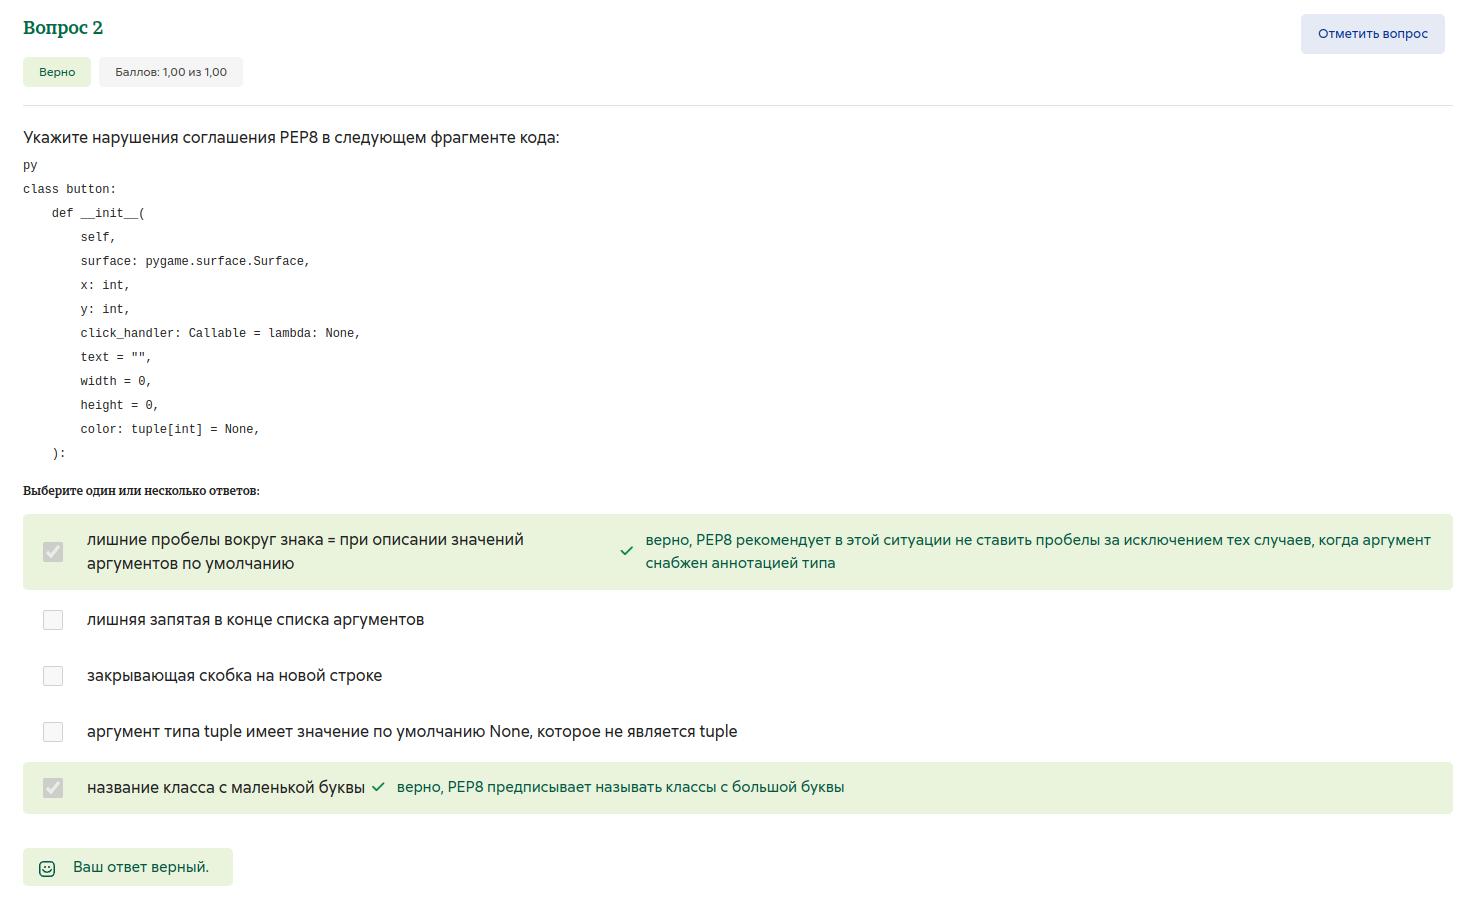 Вопрос 2
Отметить вопрос
Верно
Баллов: 1,00 из 1,00
Укажите нарушения соглашения PEP8 в следующем фрагменте кода:
py
class button:
    def __init__(
        self,
        surface: pygame.surface.Surface,
        x: int,
        y: int,
        click_handler: Callable = lambda: None,
        text = "",
        width = 0,
        height = 0,
        color: tuple[int] = None,
    ):
Выберите один или несколько ответов:
лишние пробелы вокруг знака = при описании значений
аргументов по умолчанию
верно, PEP8 рекомендует в этой ситуации не ставить пробелы за исключением тех случаев, когда аргумент
снабжен аннотацией типа
лишняя запятая в конце списка аргументов
закрывающая скобка на новой строке
аргумент типа tuple имеет значение по умолчанию None, которое не является tuple
название класса с маленькой буквы верно, PEP8 предписывает называть классы с большой буквы
Ваш ответ верный.